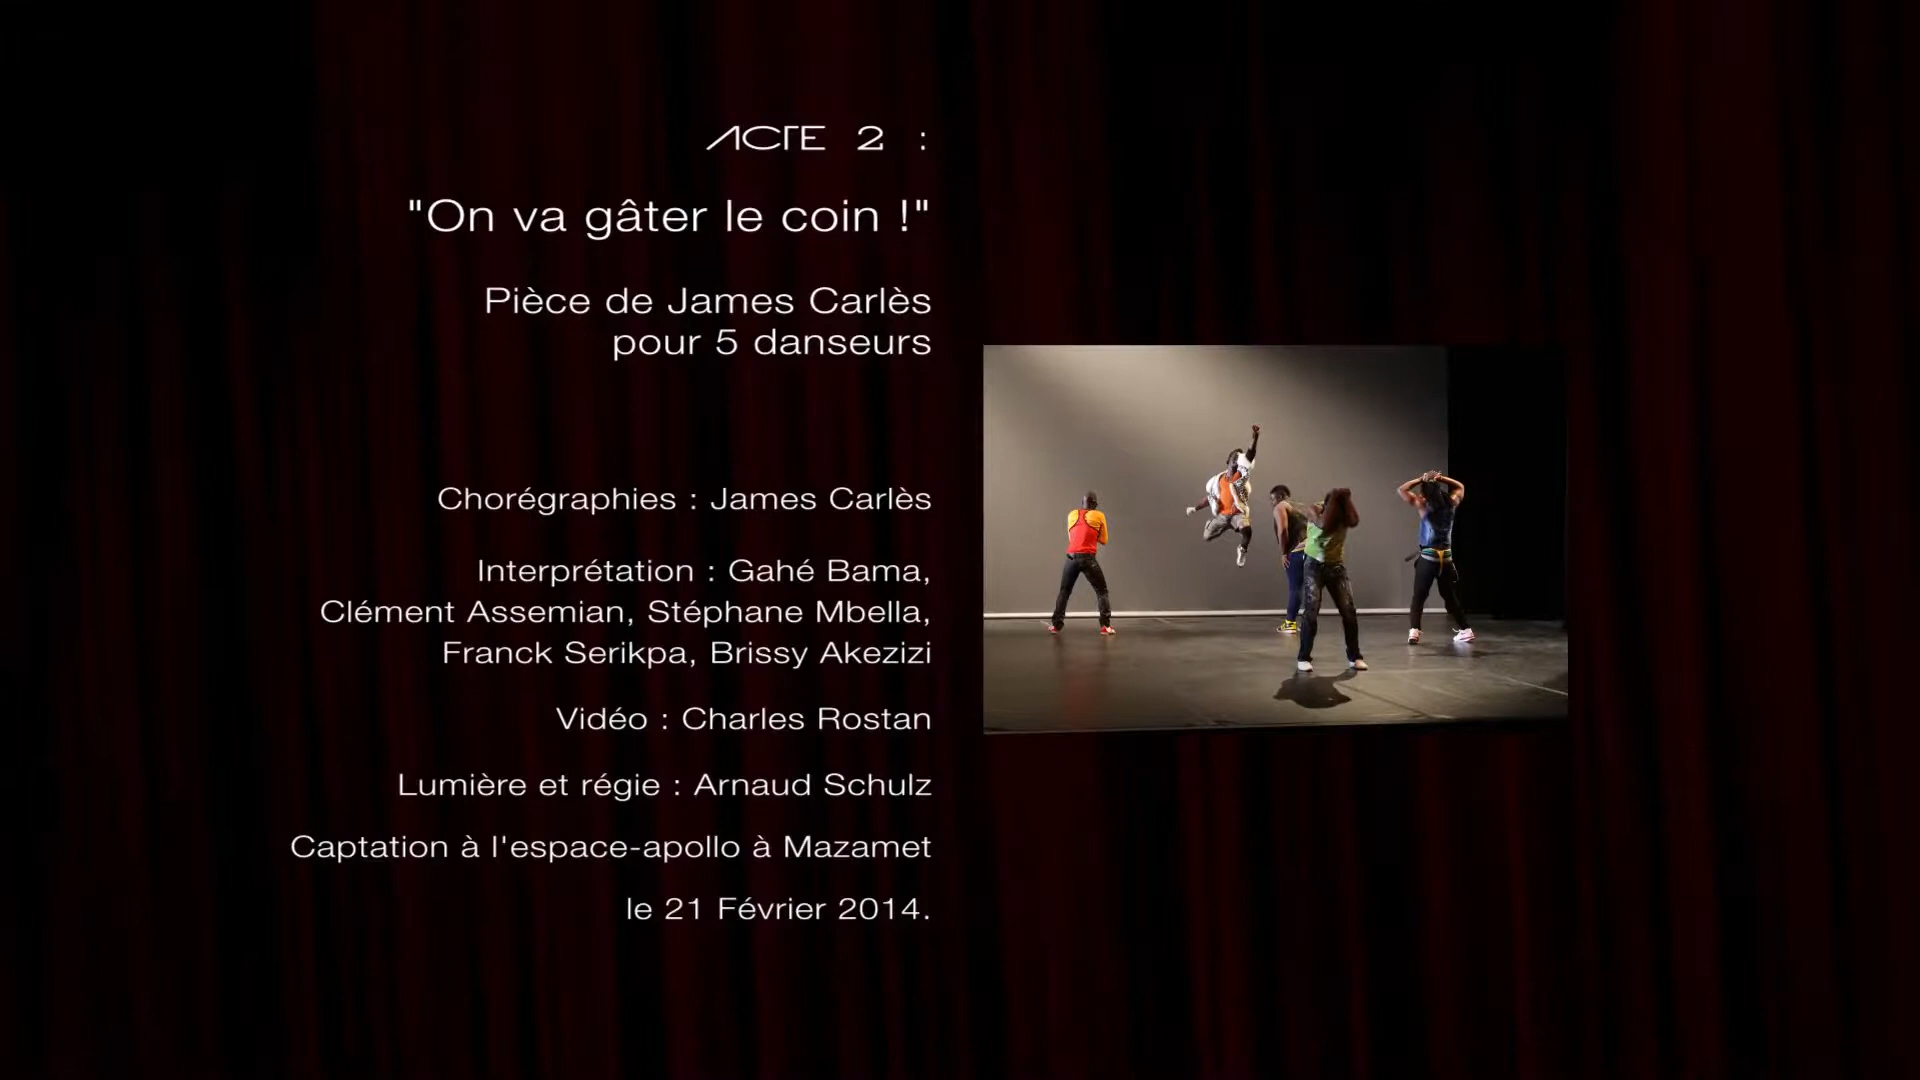 ACTE 2 :
"On va gâter le coin !"
Pièce de James Carlès
pour 5 danseurs
Chorégraphies : James Carlès
Interprétation : Gahé Bama,
Clément Assemian, Stéphane Mbella,
Franck Serikpa, Brissy Akezizi
Vidéo : Charles Rostan
Lumière et régie : Arnaud Schulz
Captation à l'espace-apollo à Mazamet
le 21 Février 2014.